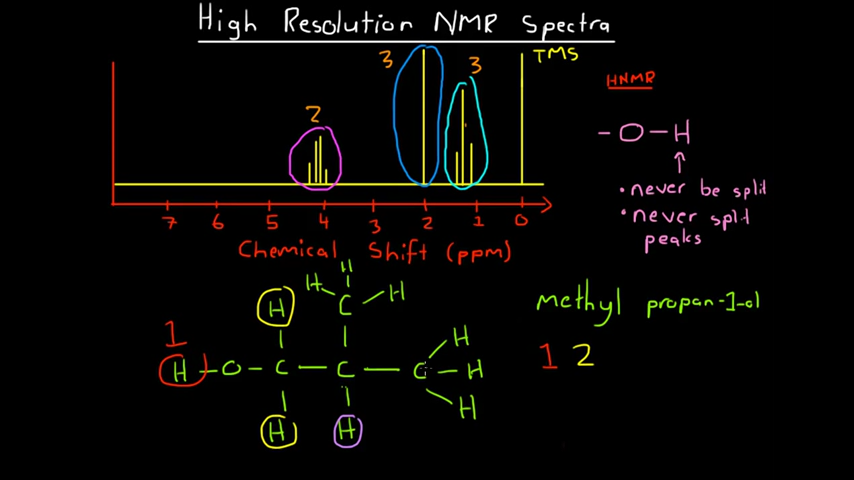 High Resolution NMR Spectra
3
3
TMS
2
HNMR
-O-H
• never be split
• never split
peaks
7 6 5 4 3 2 1 0
Chemical Shift (ppm)
H
H C H
methyl propan-1-ol
H
1
H
H-O-C-C-C-H
1 2
H
H H